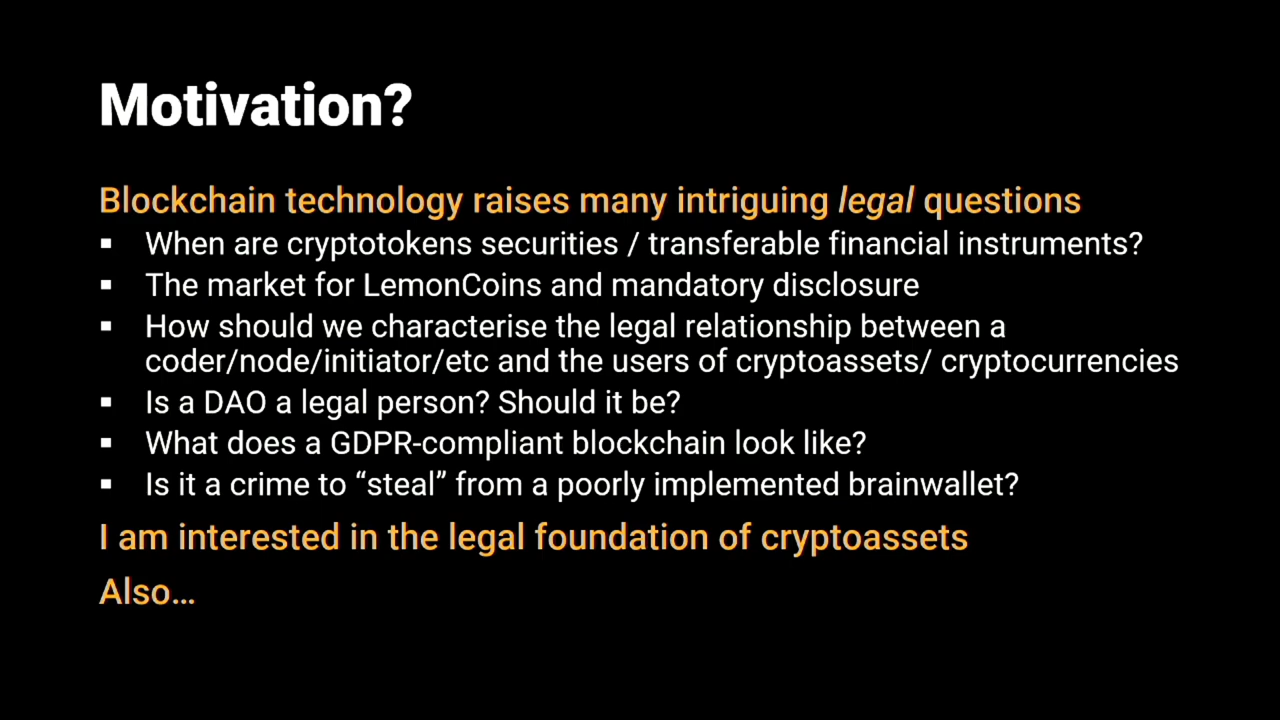 Motivation?
Blockchain technology raises many intriguing legal questions
▪ When are cryptotokens securities / transferable financial instruments?
▪ The market for LemonCoins and mandatory disclosure
▪ How should we characterise the legal relationship between a
coder/node/initiator/etc and the users of cryptoassets/ cryptocurrencies
▪ Is a DAO a legal person? Should it be?
▪ What does a GDPR-compliant blockchain look like?
▪ Is it a crime to “steal” from a poorly implemented brainwallet?
I am interested in the legal foundation of cryptoassets
Also…